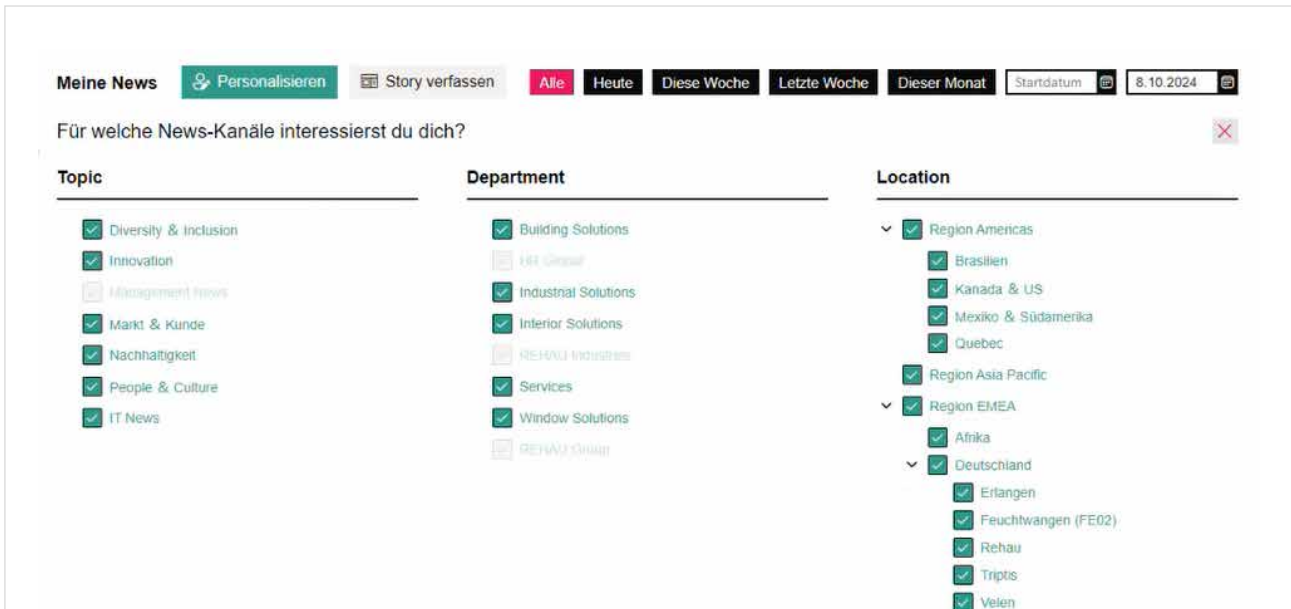 Meine News
Personalisieren
Story verfassen
Alle
Heute
Diese Woche
Letzte Woche
Dieser Monat
Startdatum
8.10.2024
Für welche News-Kanäle interessierst du dich?
Topic
Diversity & Inclusion
Innovation
Management News
Markt & Kunde
Nachhaltigkeit
People & Culture
IT News
Department
Building Solutions
HR Global
Industrial Solutions
Interior Solutions
REHAU Industries
Services
Window Solutions
REHAU Group
Location
Region Americas
Brasilien
Kanada & US
Mexiko & Südamerika
Quebec
Region Asia Pacific
Region EMEA
Afrika
Deutschland
Erlangen
Feuchtwangen (FE02)
Rehau
Triptis
Velen